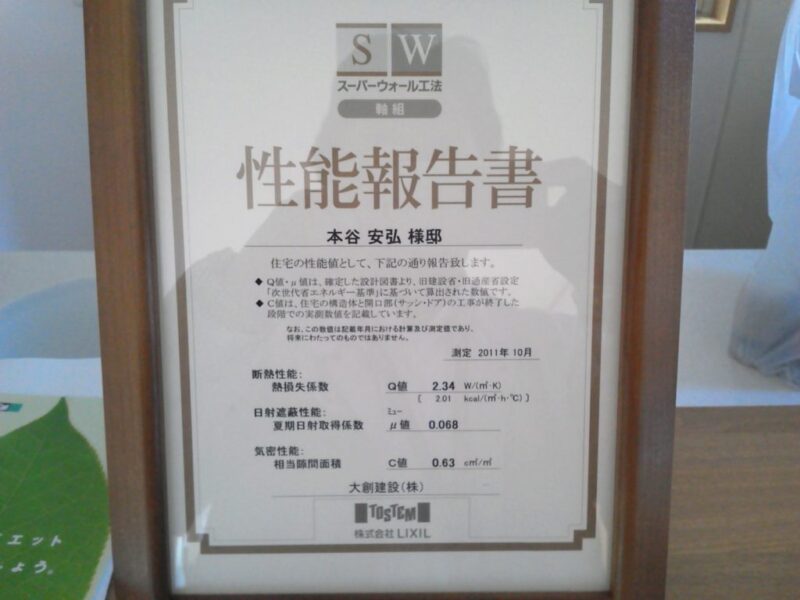 S W
スーパーウォール工法
軸組
性能報告書
本谷 安弘 様邸
住宅の性能値として、下記の通り報告致します。
◆ Q値・μ値は、確定した設計図書より、旧建設省・旧通産省設定
「次世代省エネルギー基準」に基づいて算出された数値です。
◆ C値は、住宅の構造体と開口部(サッシ・ドア)の工事が終了した
段階での実測数値を記載しています。
なお、この数値は記載年月における計算及び測定値であり、
将来にわたってのものではありません。
測定 2011年 10月
断熱性能:
熱損失係数 Q値 2.34 W/(㎡・K)
〔 2.01 kcal/(㎡・h・℃) 〕
日射遮蔽性能: ミュー
夏期日射取得係数 μ値 0.068
気密性能:
相当隙間面積 C値 0.63 c㎡/㎡
大創建設(株)
TOSTEM
株式会社 LIXIL
エット
しょう。